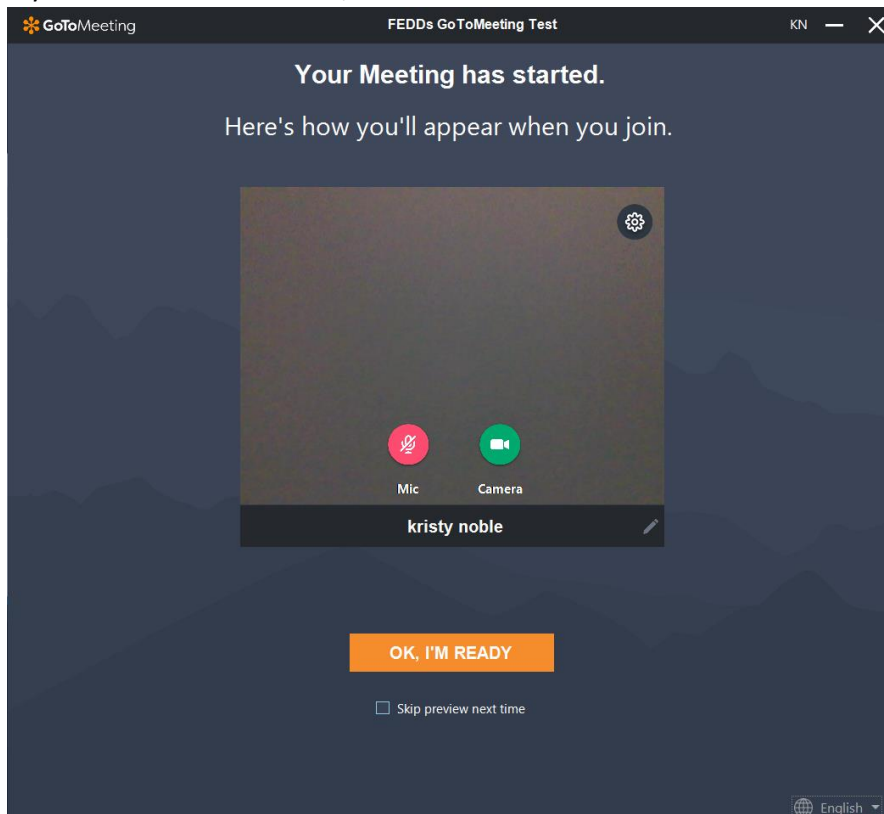 GoToMeeting
FEDDs GoToMeeting Test
KN
Your Meeting has started.
Here's how you'll appear when you join.
Mic
Camera
kristy noble
OK, I'M READY
Skip preview next time
English